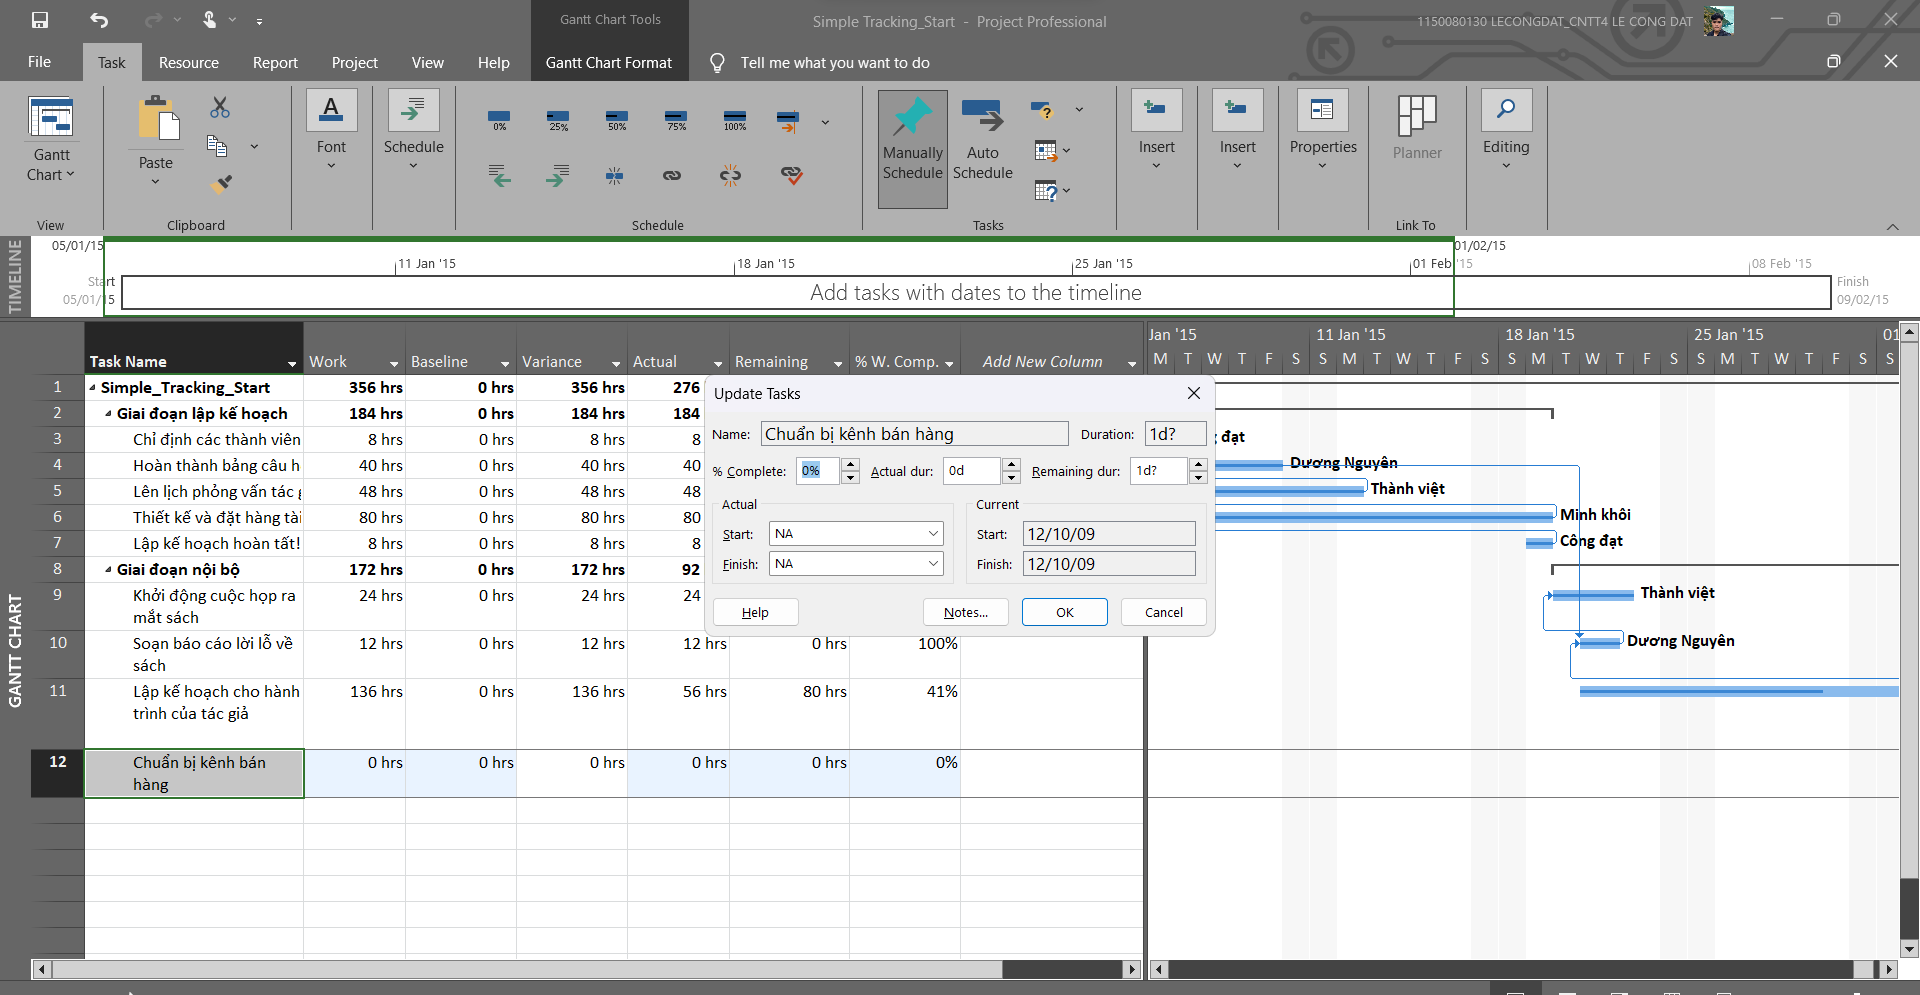 Gantt Chart Tools
Simple Tracking_Start - Project Professional
1150080130 LECONGDAT_CNTT4 LE CONG DAT
File Task Resource Report Project View Help Gantt Chart Format Tell me what you want to do
0% 25% 50% 75% 100%
Gantt
Chart
Paste
Font
Schedule
Manually
Schedule
Auto
Schedule
Insert
Insert
Properties
Planner
Editing
View Clipboard Schedule Tasks Link To
TIMELINE
05/01/15 01/02/15
11 Jan '15 18 Jan '15 25 Jan '15 01 Feb '15 08 Feb '15
Start
05/01/15
Add tasks with dates to the timeline
Finish
09/02/15
GANTT CHART
Task Name Work Baseline Variance Actual Remaining % W. Comp. Add New Column
Jan '15 11 Jan '15 18 Jan '15 25 Jan '15 01
M T W T F S S M T W T F S S M T W T F S S M T W T F S S
1 Simple_Tracking_Start 356 hrs 0 hrs 356 hrs 276
2 Giai đoạn lập kế hoạch 184 hrs 0 hrs 184 hrs 184
3 Chỉ định các thành viên 8 hrs 0 hrs 8 hrs 8
4 Hoàn thành bảng câu h 40 hrs 0 hrs 40 hrs 40
5 Lên lịch phỏng vấn tác g 48 hrs 0 hrs 48 hrs 48
6 Thiết kế và đặt hàng tài 80 hrs 0 hrs 80 hrs 80
7 Lập kế hoạch hoàn tất! 8 hrs 0 hrs 8 hrs 8
8 Giai đoạn nội bộ 172 hrs 0 hrs 172 hrs 92
9 Khởi động cuộc họp ra 24 hrs 0 hrs 24 hrs 24
mắt sách
10 Soạn báo cáo lời lỗ về 12 hrs 0 hrs 12 hrs 12 hrs 0 hrs 100%
sách
11 Lập kế hoạch cho hành 136 hrs 0 hrs 136 hrs 56 hrs 80 hrs 41%
trình của tác giả
12 Chuẩn bị kênh bán 0 hrs 0 hrs 0 hrs 0 hrs 0 hrs 0%
hàng
Update Tasks
Name: Chuẩn bị kênh bán hàng Duration: 1d?
% Complete: 0% Actual dur: 0d Remaining dur: 1d?
Actual Current
Start: NA Start: 12/10/09
Finish: NA Finish: 12/10/09
Help Notes... OK Cancel
đạt
Dương Nguyên
Thành việt
Minh khôi
Công đạt
Thành việt
Dương Nguyên